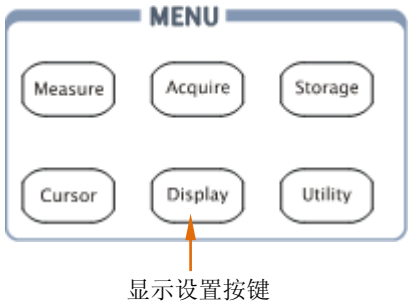 MENU
Measure Acquire Storage
Cursor Display Utility
显示设置按键